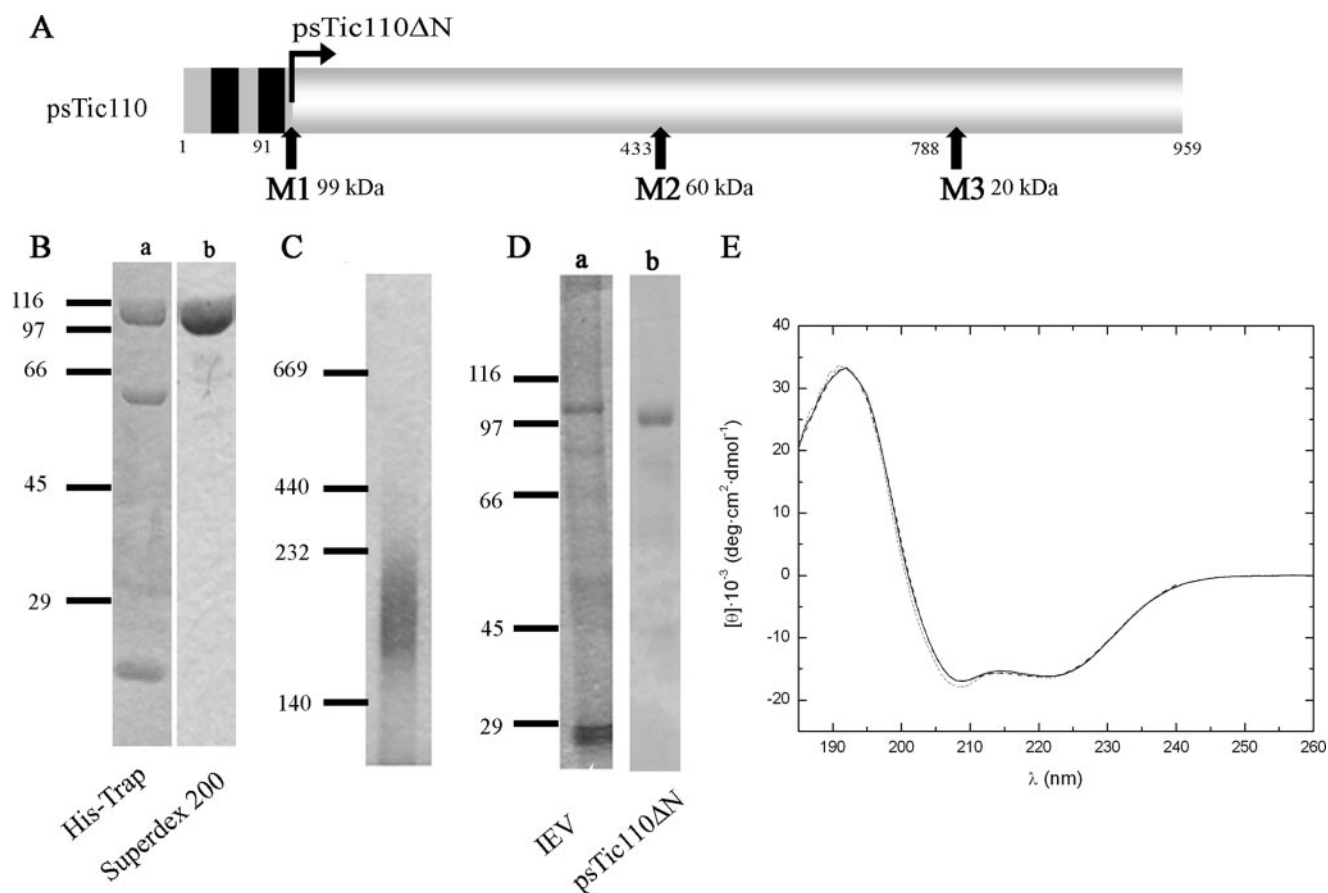 A
psTic110ΔN
psTic110
1
91
433
788
959
M1 99 kDa
M2 60 kDa
M3 20 kDa
B
a
b
116
97
66
45
29
His-Trap
Superdex 200
C
669
440
232
140
D
a
b
116
97
66
45
29
IEV
psTic110ΔN
E
40
30
20
10
0
-10
-20
[θ]·10⁻³ (deg·cm²·dmol⁻¹)
190 200 210 220 230 240 250 260
λ (nm)